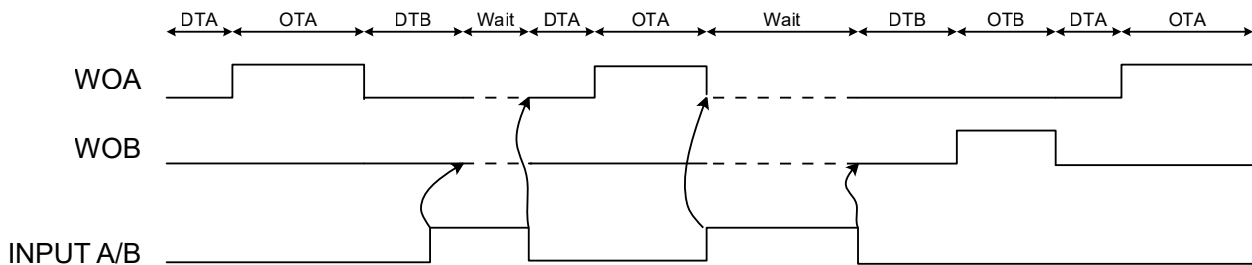 DTA OTA DTB Wait DTA OTA Wait DTB OTB DTA OTA
WOA
WOB
INPUT A/B